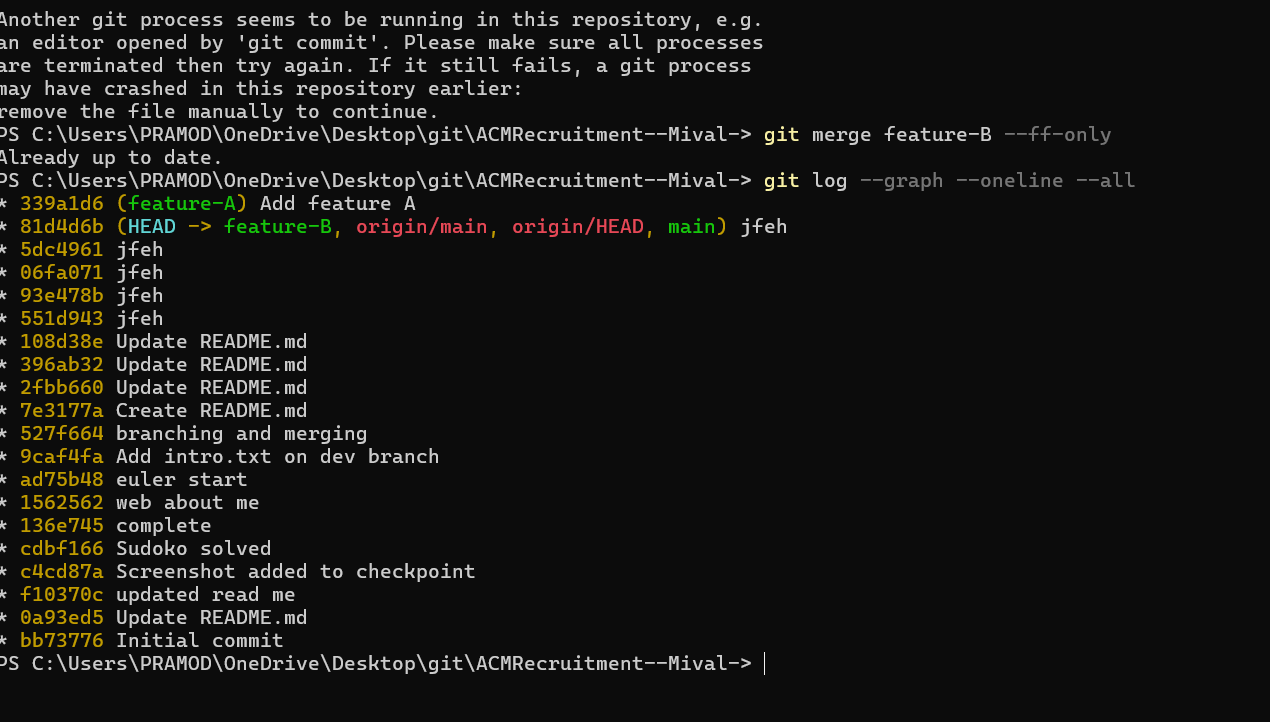 Another git process seems to be running in this repository, e.g.
an editor opened by 'git commit'. Please make sure all processes
are terminated then try again. If it still fails, a git process
may have crashed in this repository earlier:
remove the file manually to continue.
PS C:\Users\PRAMOD\OneDrive\Desktop\git\ACMRecruitment--Mival-> git merge feature-B --ff-only
Already up to date.
PS C:\Users\PRAMOD\OneDrive\Desktop\git\ACMRecruitment--Mival-> git log --graph --oneline --all
* 339a1d6 (feature-A) Add feature A
* 81d4d6b (HEAD -> feature-B, origin/main, origin/HEAD, main) jfeh
* 5dc4961 jfeh
* 06fa071 jfeh
* 93e478b jfeh
* 551d943 jfeh
* 108d38e Update README.md
* 396ab32 Update README.md
* 2fbb660 Update README.md
* 7e3177a Create README.md
* 527f664 branching and merging
* 9caf4fa Add intro.txt on dev branch
* ad75b48 euler start
* 1562562 web about me
* 136e745 complete
* cdbf166 Sudoko solved
* c4cd87a Screenshot added to checkpoint
* f10370c updated read me
* 0a93ed5 Update README.md
* bb73776 Initial commit
PS C:\Users\PRAMOD\OneDrive\Desktop\git\ACMRecruitment--Mival->